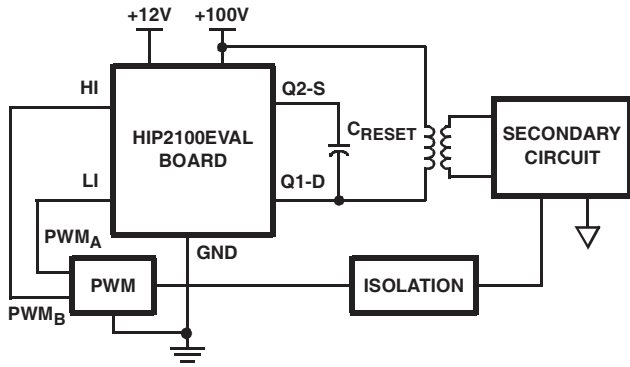 +12V
+100V
HI
Q2-S
HIP2100EVAL
BOARD
CRESET
SECONDARY
CIRCUIT
LI
Q1-D
PWMA
GND
PWM
ISOLATION
PWMB